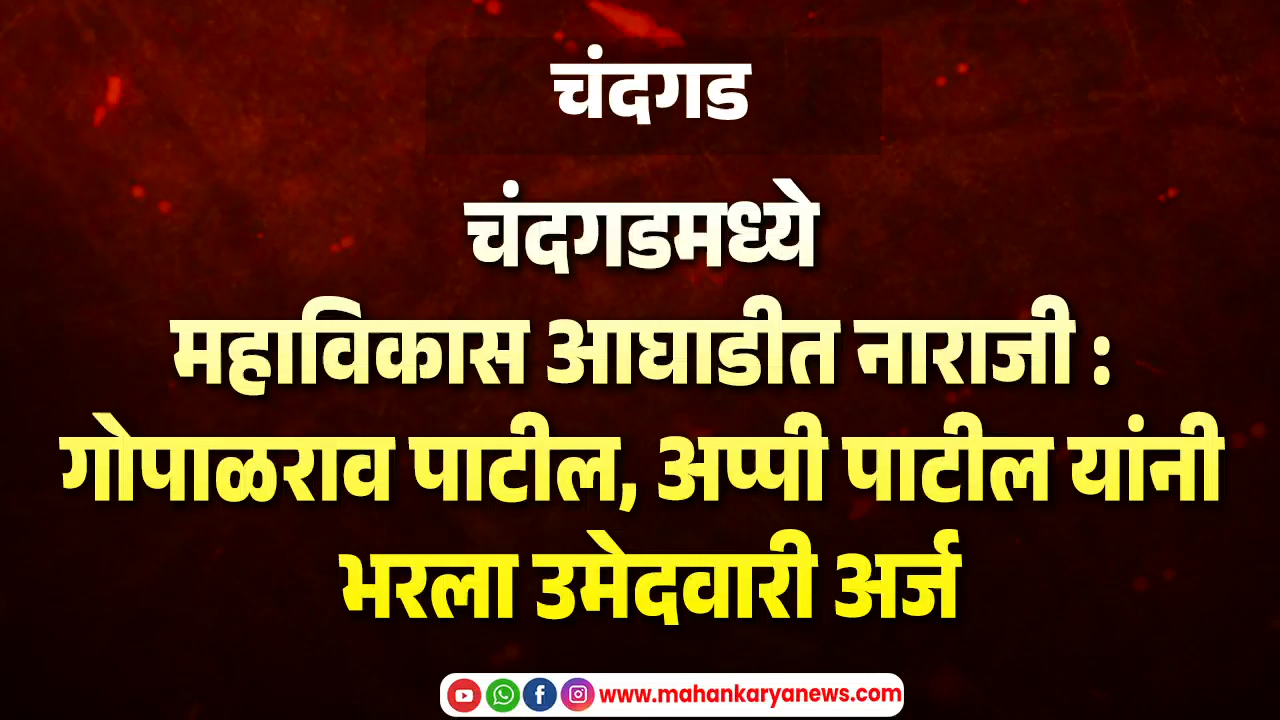 चंदगड
चंदगडमध्ये
महाविकास आघाडीत नाराजी :
गोपाळराव पाटील, अप्पी पाटील यांनी
भरला उमेदवारी अर्ज
www.mahankaryanews.com